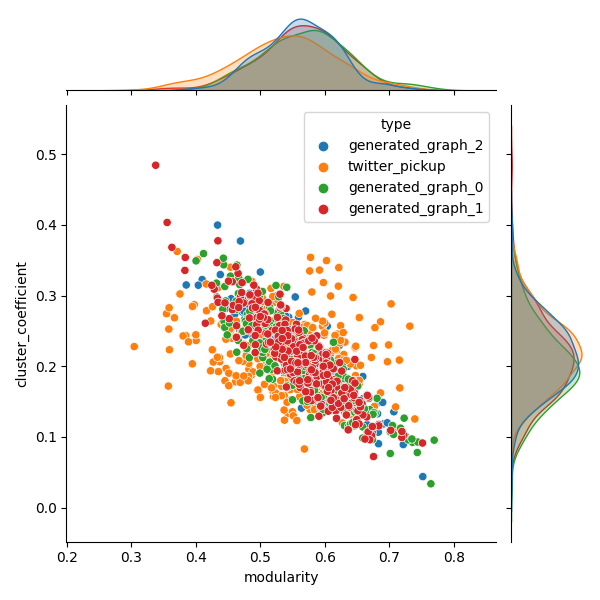 type
generated_graph_2
twitter_pickup
generated_graph_0
generated_graph_1
0.5
0.4
0.3
0.2
0.1
0.0
cluster_coefficient
0.2 0.3 0.4 0.5 0.6 0.7 0.8
modularity